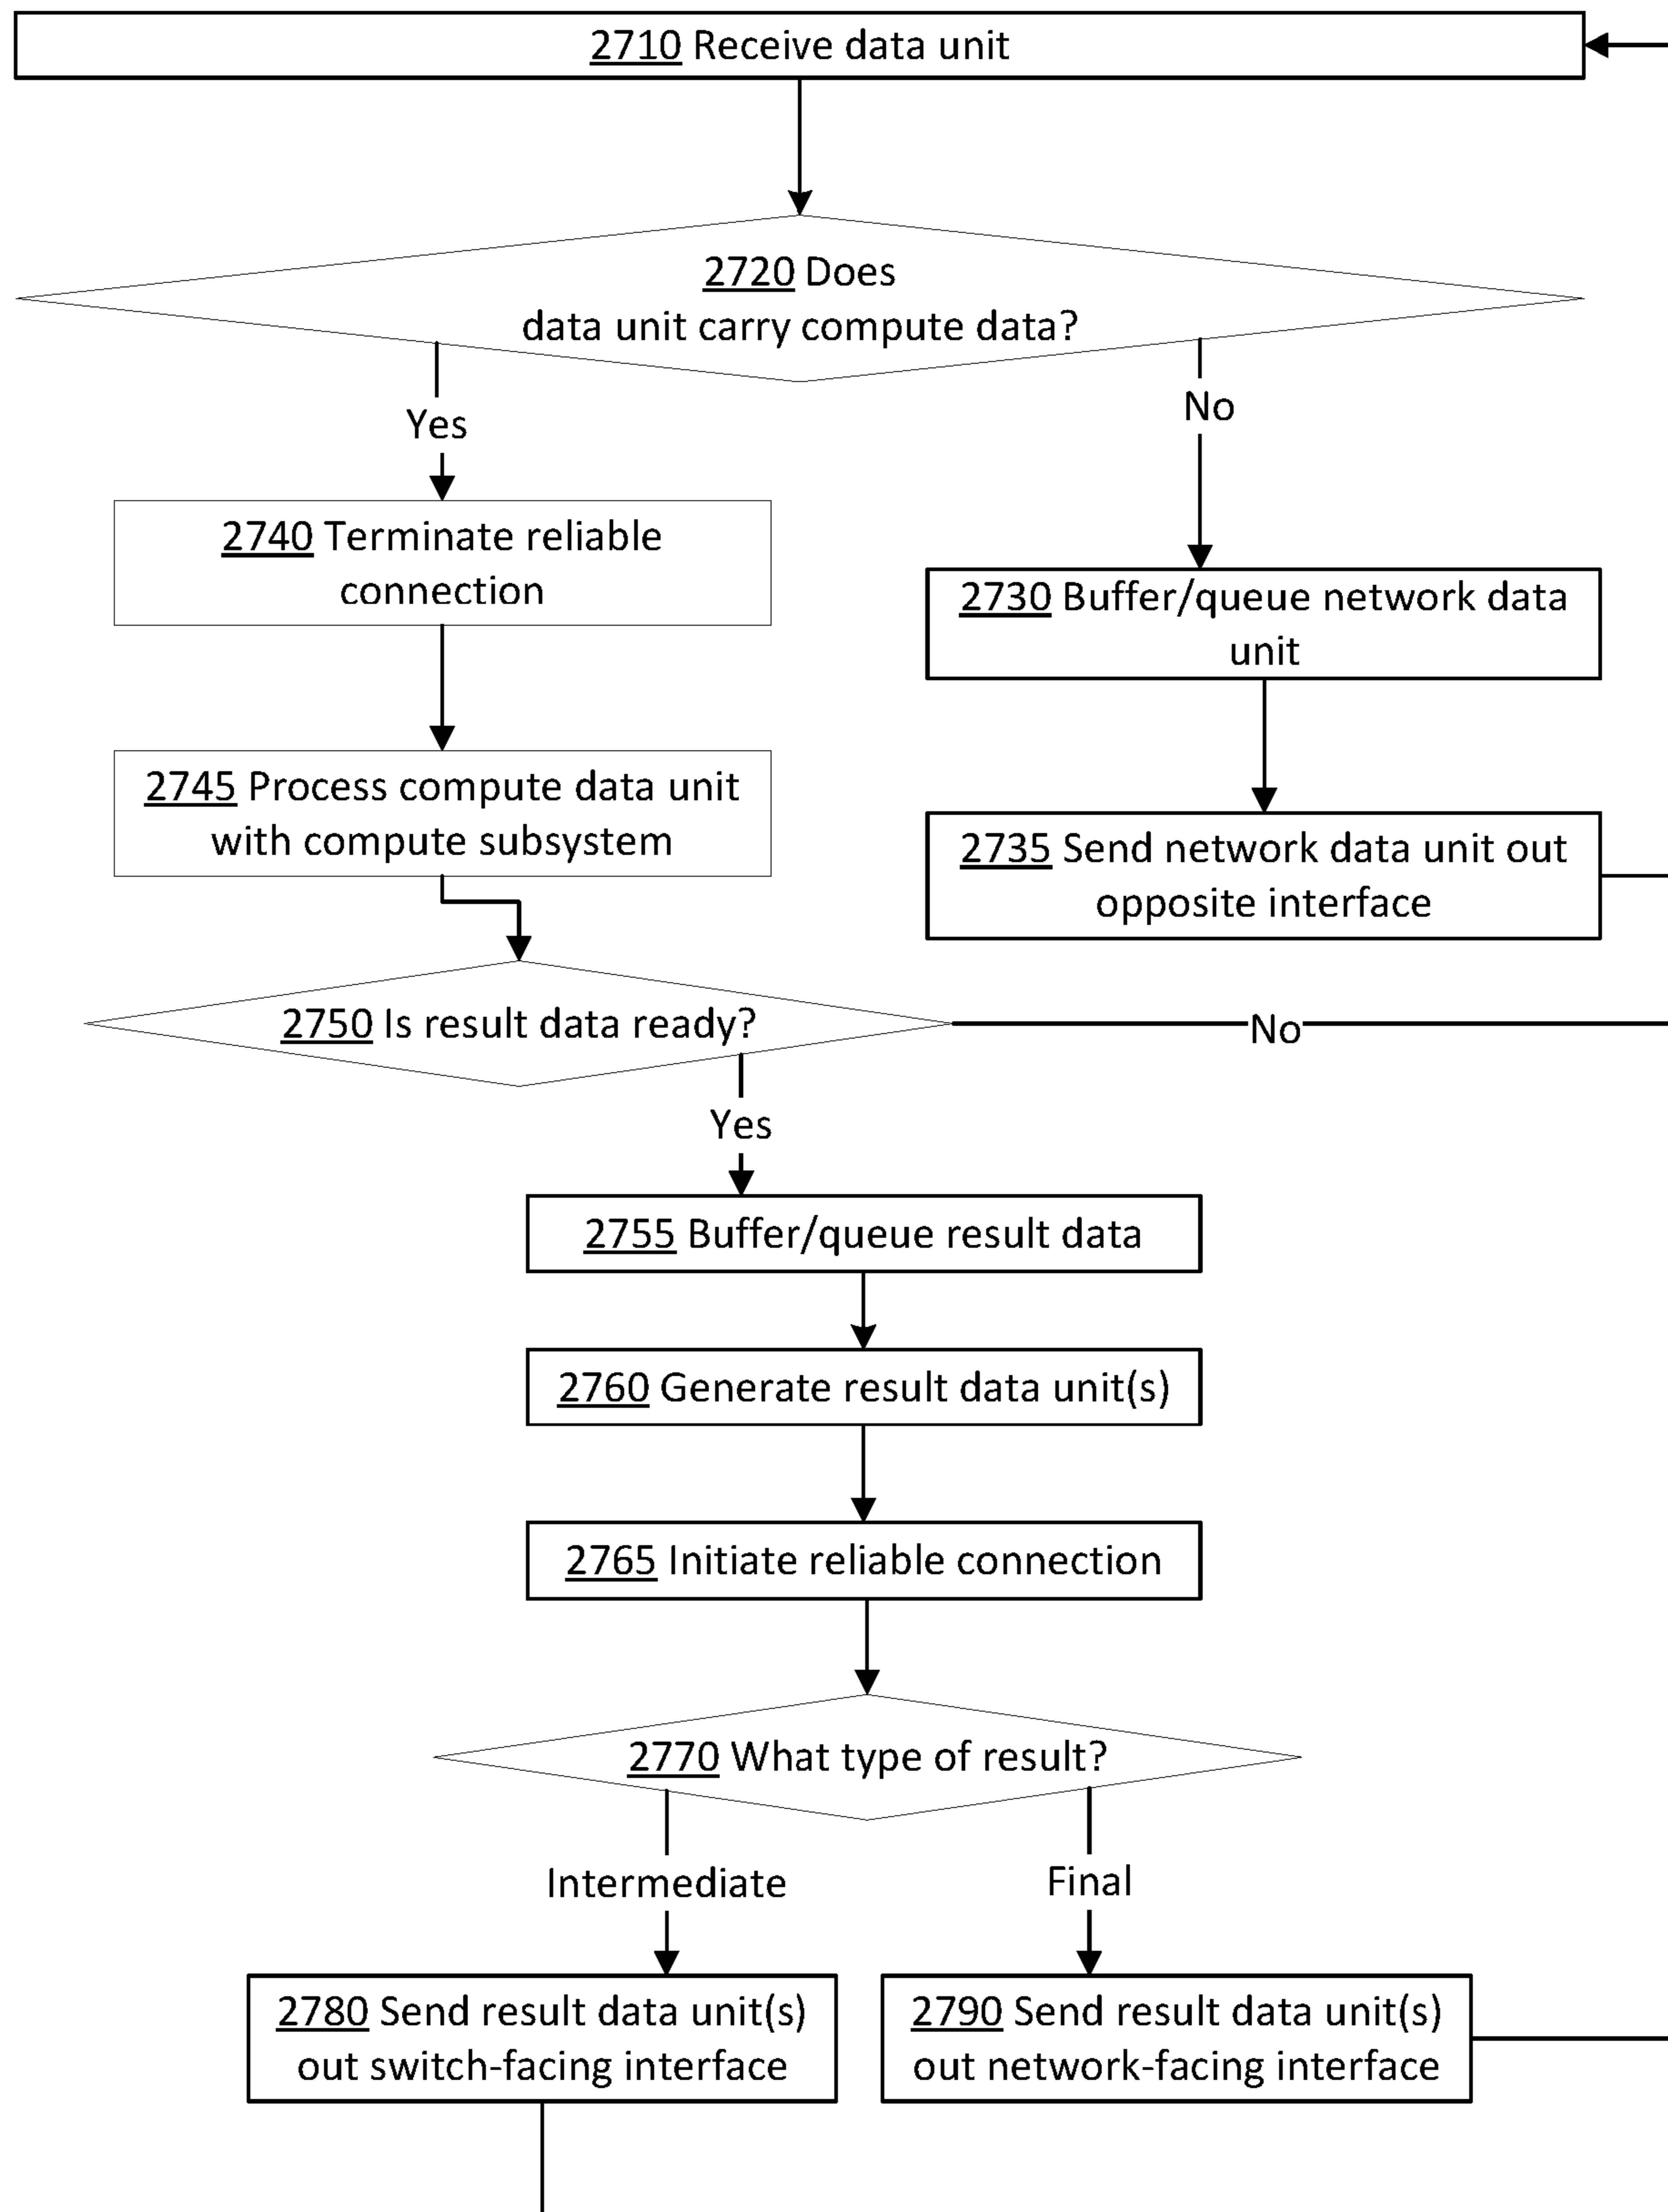 2710 Receive data unit
2720 Does
data unit carry compute data?
Yes
No
2740 Terminate reliable
connection
2730 Buffer/queue network data
unit
2745 Process compute data unit
with compute subsystem
2735 Send network data unit out
opposite interface
2750 Is result data ready?
No
Yes
2755 Buffer/queue result data
2760 Generate result data unit(s)
2765 Initiate reliable connection
2770 What type of result?
Intermediate
Final
2780 Send result data unit(s)
out switch-facing interface
2790 Send result data unit(s)
out network-facing interface